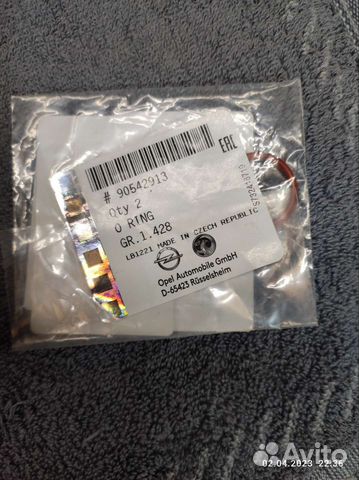 # 90542913
Qty 2
O RING
GR.1.428
LB1221 MADE IN CZECH REPUBLIC
Opel Automobile GmbH
D-65423 Rüsselsheim
EAC
Avito
02.04.2023 22:36